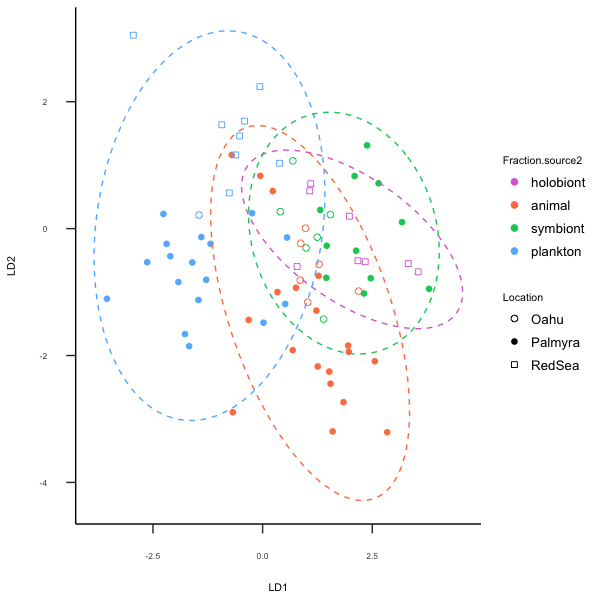 2
0
-2
-4
LD2
-2.5 0.0 2.5
LD1
Fraction.source2
holobiont
animal
symbiont
plankton
Location
Oahu
Palmyra
RedSea